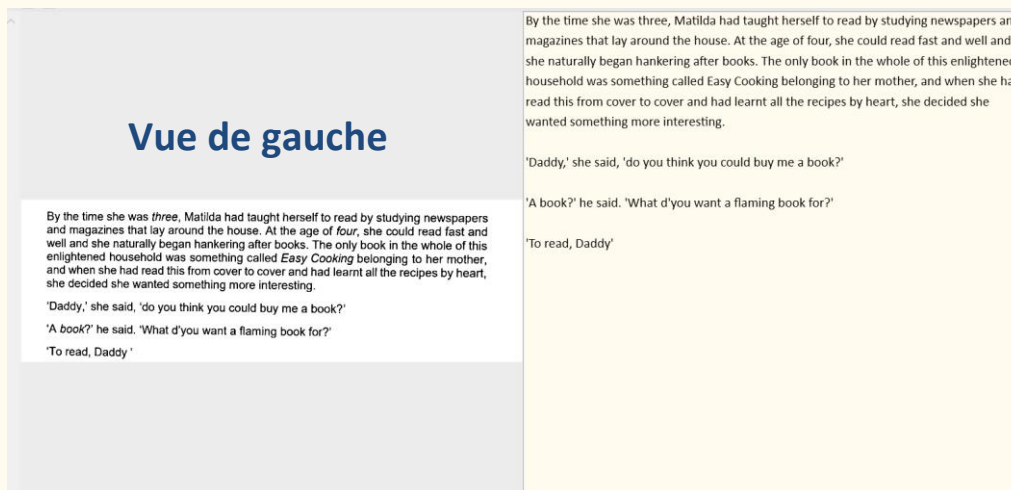 Vue de gauche
By the time she was three, Matilda had taught herself to read by studying newspapers
and magazines that lay around the house. At the age of four, she could read fast and
well and she naturally began hankering after books. The only book in the whole of this
enlightened household was something called Easy Cooking belonging to her mother,
and when she had read this from cover to cover and had learnt all the recipes by heart,
she decided she wanted something more interesting.
'Daddy,' she said, 'do you think you could buy me a book?'
'A book?' he said. 'What d'you want a flaming book for?'
'To read, Daddy '
By the time she was three, Matilda had taught herself to read by studying newspapers an
magazines that lay around the house. At the age of four, she could read fast and well and
she naturally began hankering after books. The only book in the whole of this enlightened
household was something called Easy Cooking belonging to her mother, and when she ha
read this from cover to cover and had learnt all the recipes by heart, she decided she
wanted something more interesting.
'Daddy,' she said, 'do you think you could buy me a book?'
'A book?' he said. 'What d'you want a flaming book for?'
'To read, Daddy'